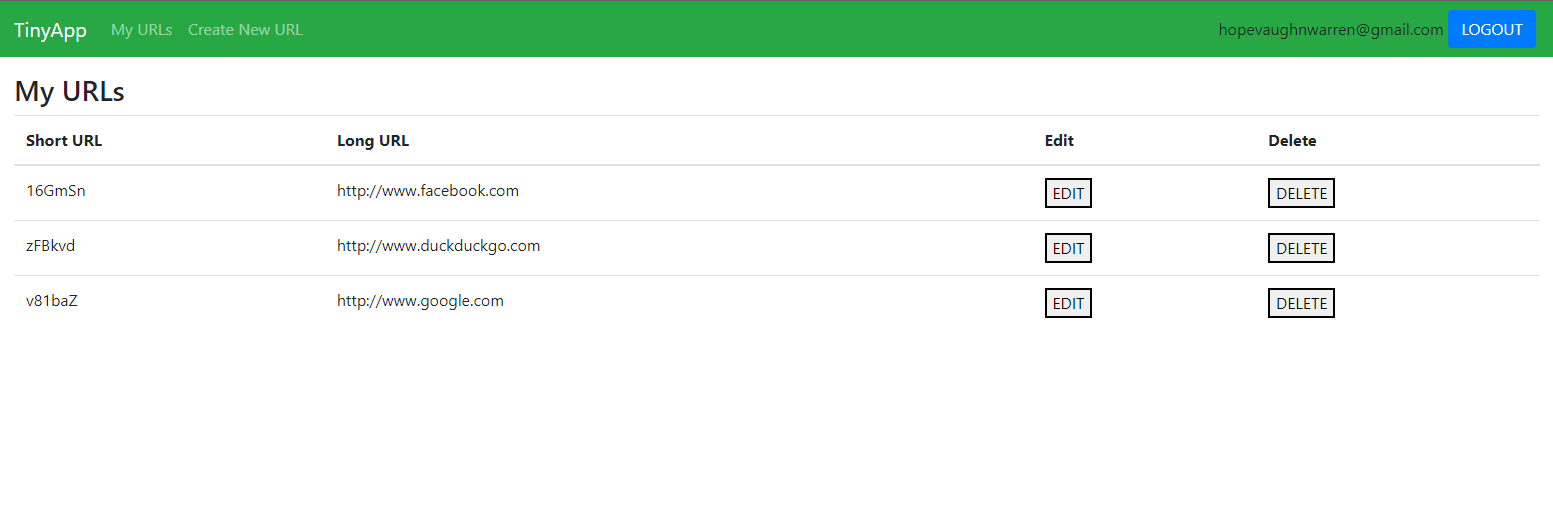 TinyApp My URLs Create New URL hopevaughnwarren@gmail.com LOGOUT
My URLs
Short URL Long URL Edit Delete
16GmSn http://www.facebook.com EDIT DELETE
zFBkvd http://www.duckduckgo.com EDIT DELETE
v81baZ http://www.google.com EDIT DELETE